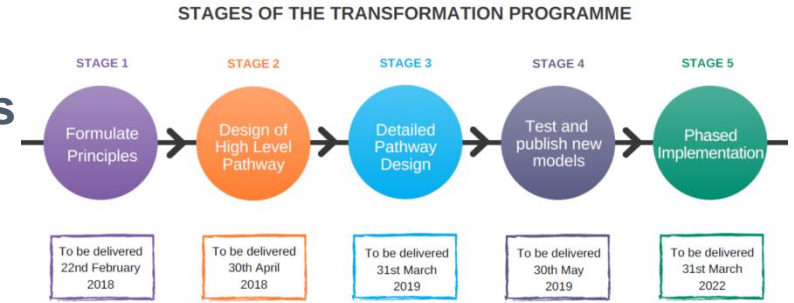 STAGES OF THE TRANSFORMATION PROGRAMME
STAGE 1
STAGE 2
STAGE 3
STAGE 4
STAGE 5
s
Formulate
Principles
Design of
High Level
Pathway
Detailed
Pathway
Design
Test and
publish new
models
Phased
Implementation
To be delivered
22nd February
2018
To be delivered
30th April
2018
To be delivered
31st March
2019
To be delivered
30th May
2019
To be delivered
31st March
2022